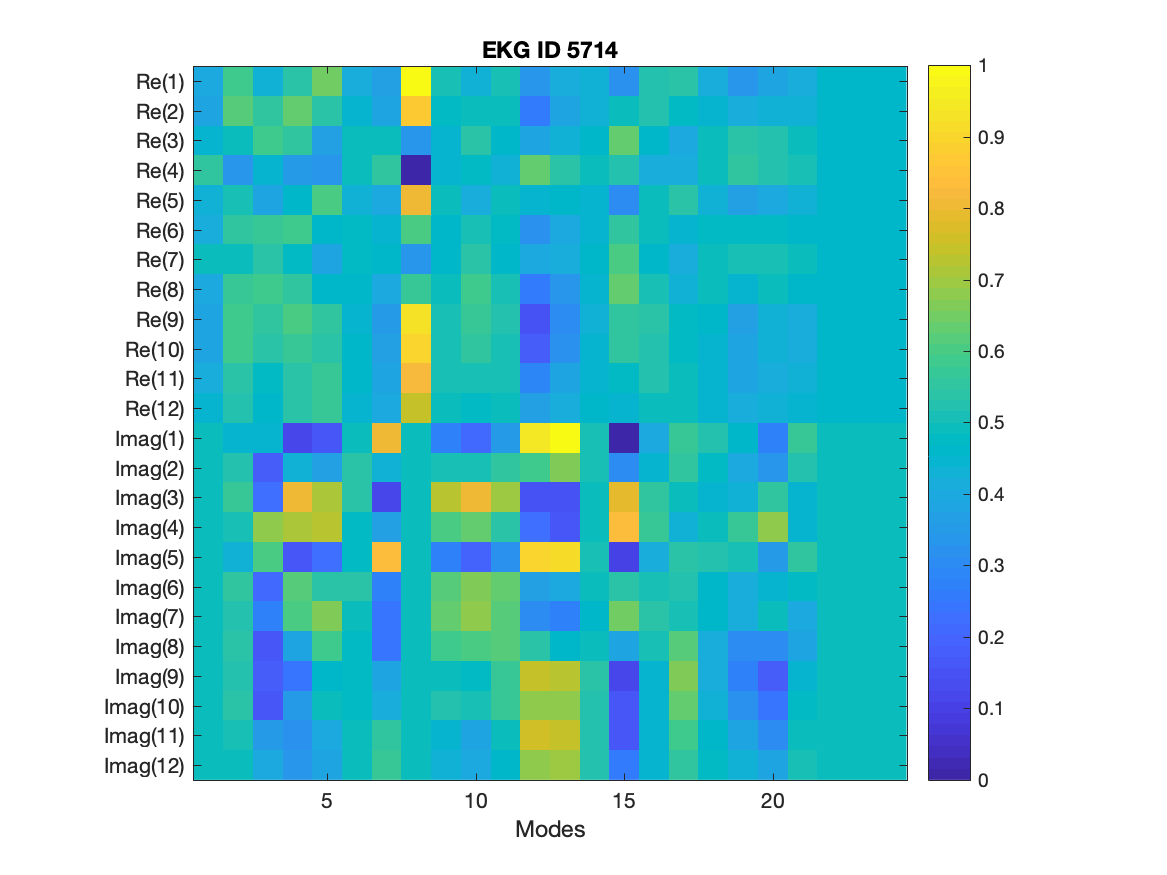 EKG ID 5714
Re(1)
Re(2)
Re(3)
Re(4)
Re(5)
Re(6)
Re(7)
Re(8)
Re(9)
Re(10)
Re(11)
Re(12)
Imag(1)
Imag(2)
Imag(3)
Imag(4)
Imag(5)
Imag(6)
Imag(7)
Imag(8)
Imag(9)
Imag(10)
Imag(11)
Imag(12)
5 10 15 20
Modes
1
0.9
0.8
0.7
0.6
0.5
0.4
0.3
0.2
0.1
0